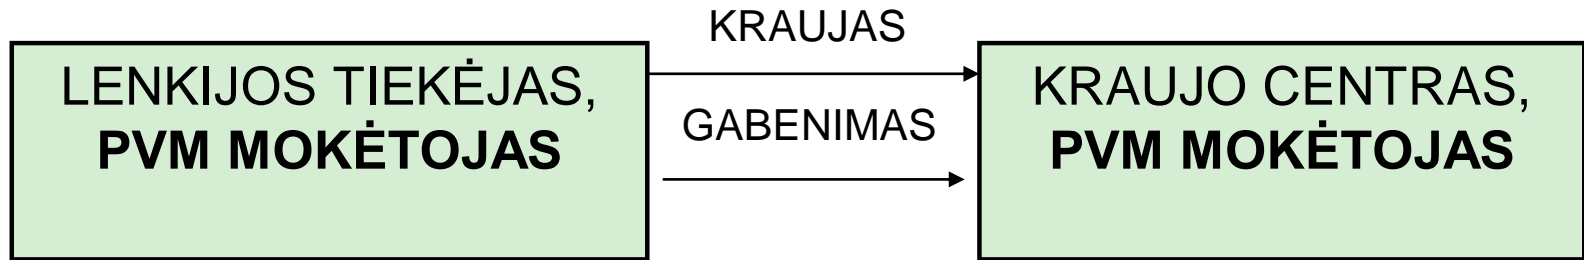 LENKIJOS TIEKĖJAS,
PVM MOKĖTOJAS
KRAUJAS
GABENIMAS
KRAUJO CENTRAS,
PVM MOKĖTOJAS